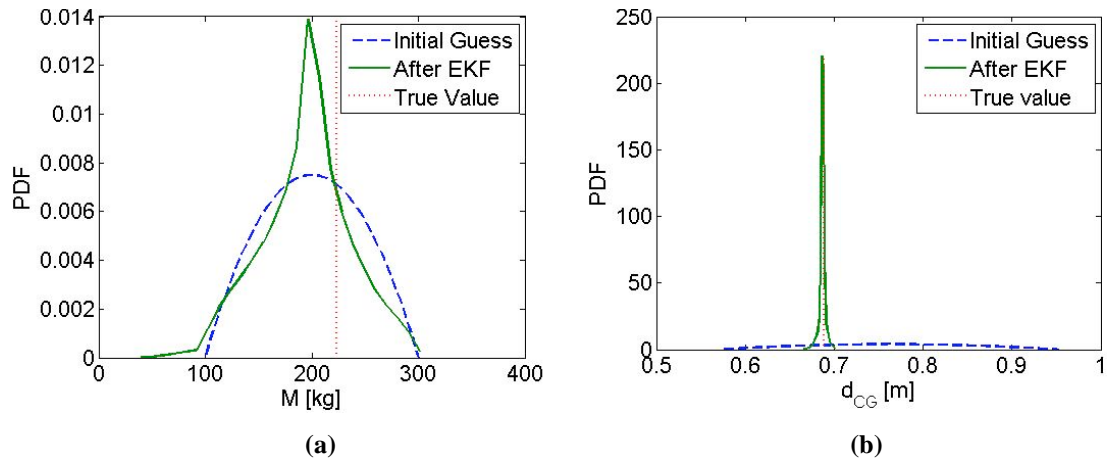 0.014
0.012
0.01
0.008
0.006
0.004
0.002
0
PDF
0 100 200 300 400
M [kg]
Initial Guess
After EKF
True Value
(a)
250
200
150
100
50
0
PDF
0.5 0.6 0.7 0.8 0.9 1
d_CG [m]
Initial Guess
After EKF
True value
(b)